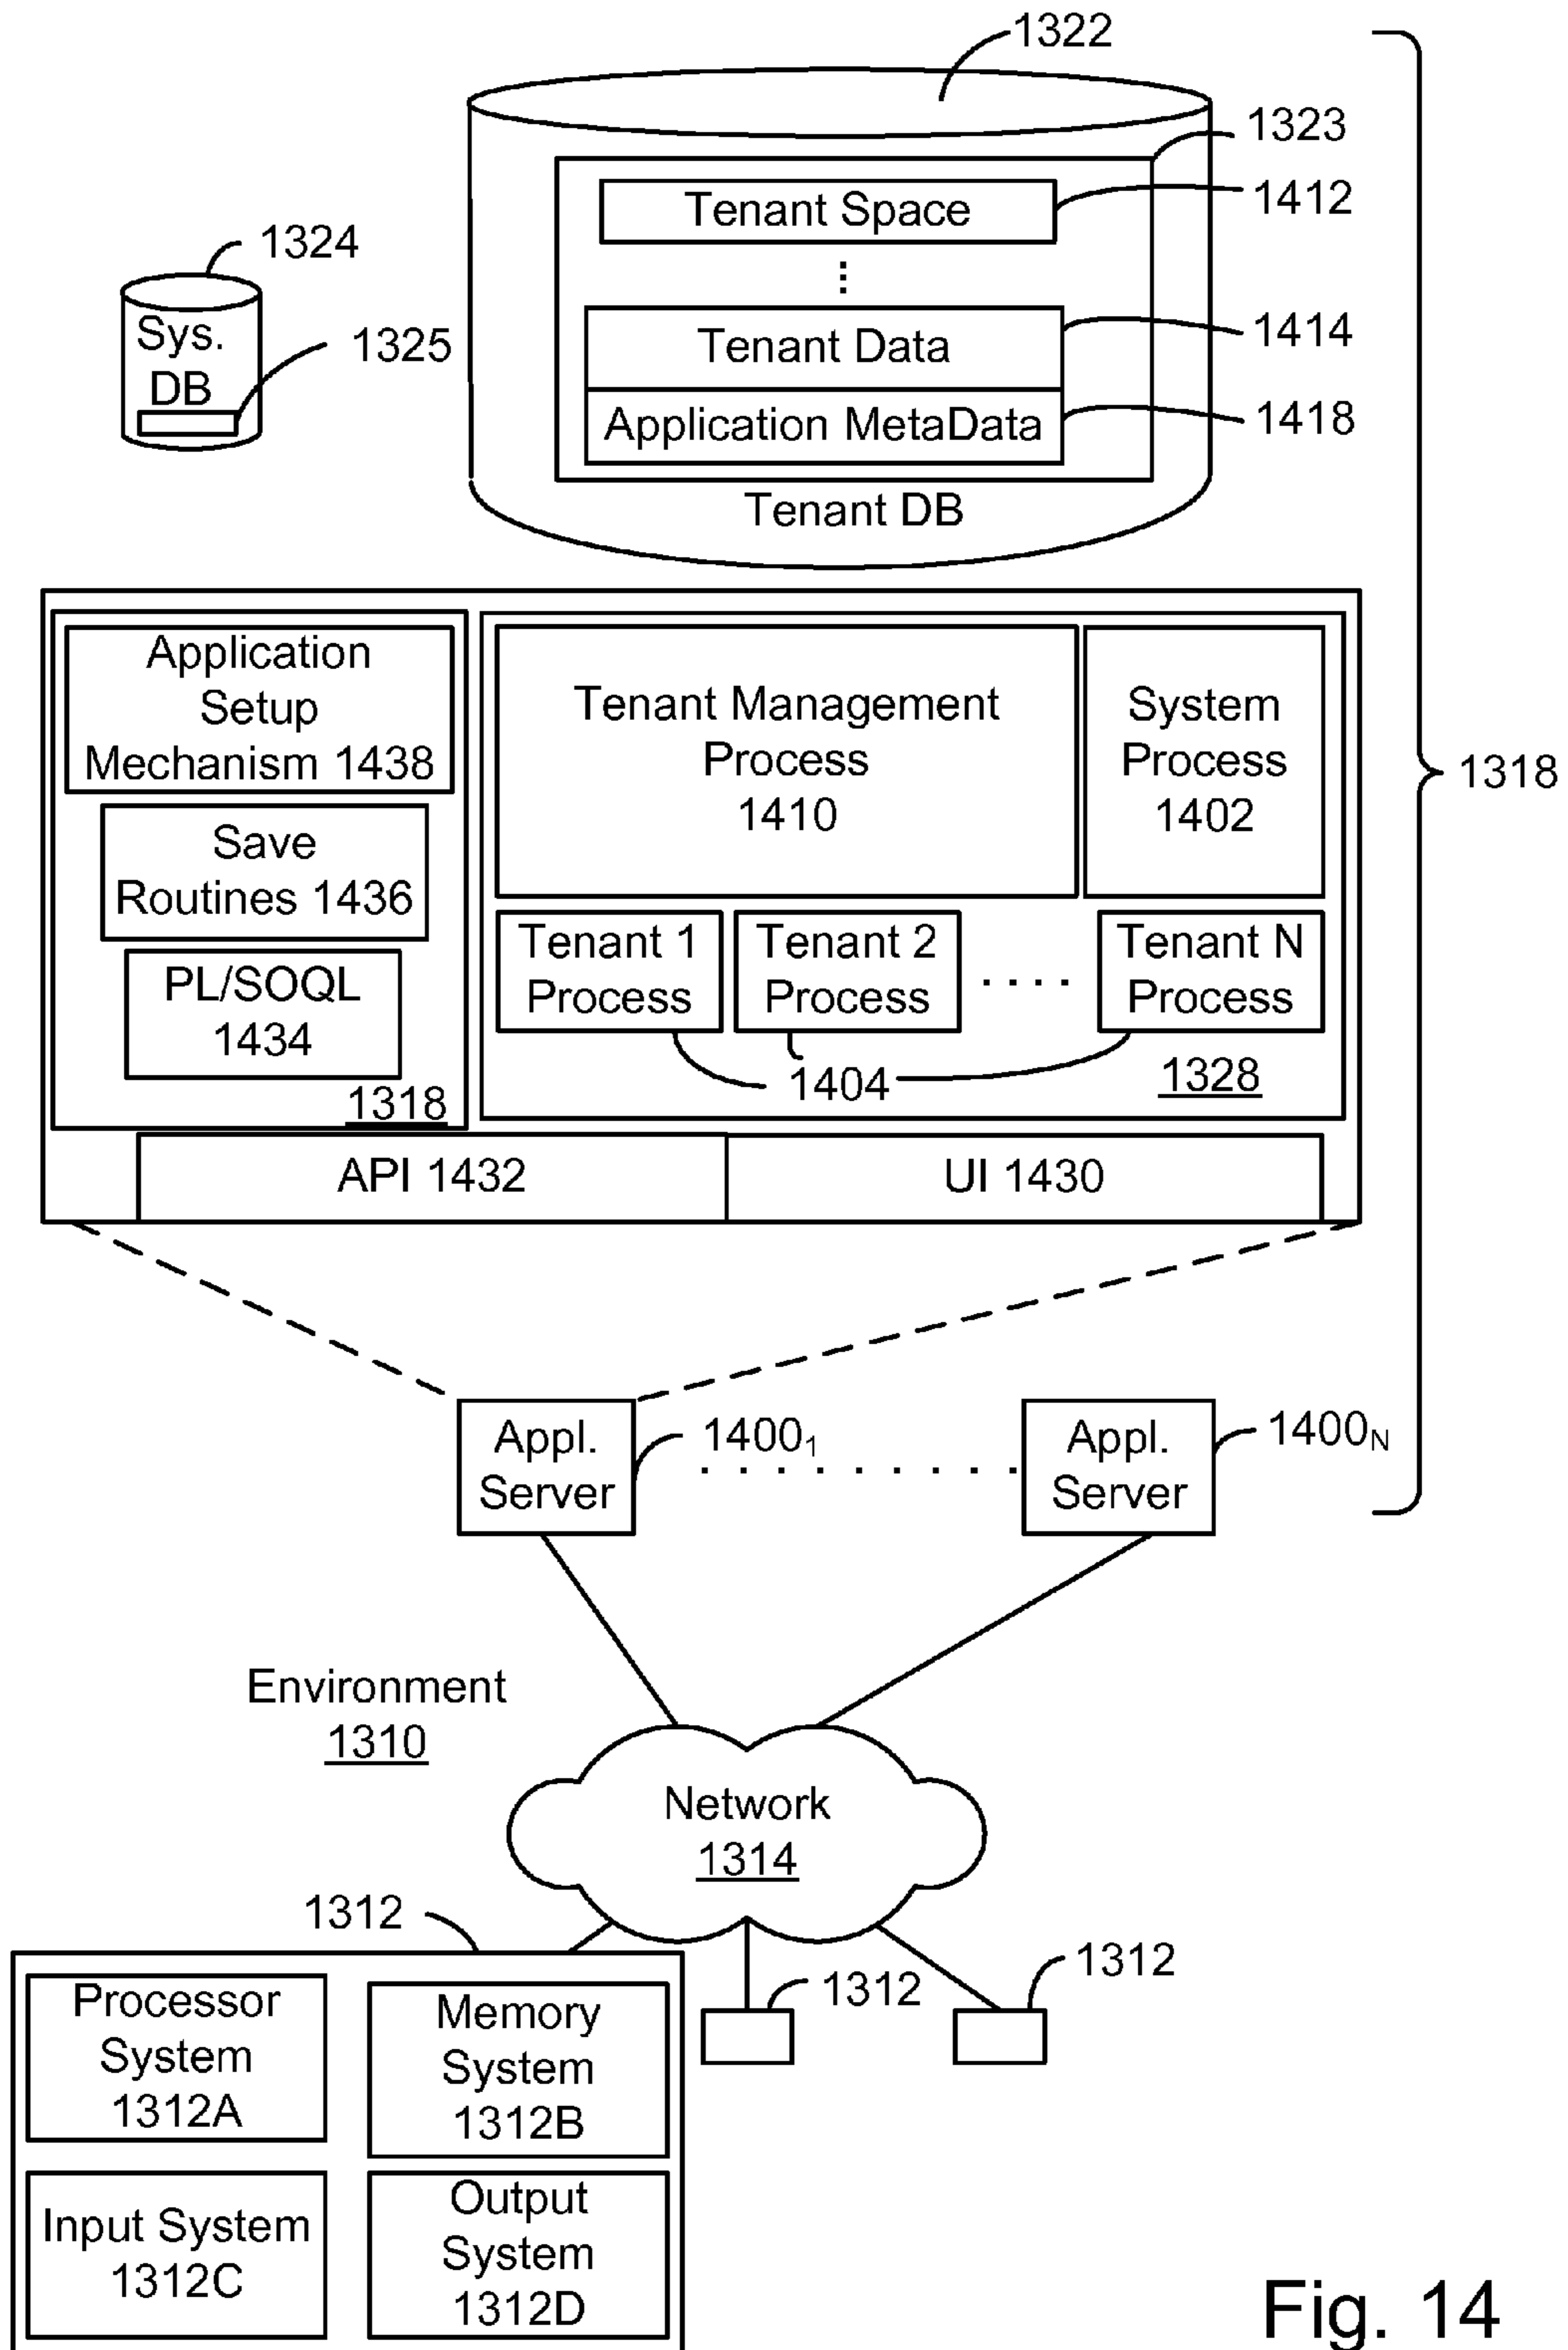 1322
1323
Tenant Space
1412
1324
Sys.
DB
1325
Tenant Data
1414
Application MetaData
1418
Tenant DB
Application
Setup
Mechanism 1438
Tenant Management
Process
1410
System
Process
1402
1318
Save
Routines 1436
Tenant 1
Process
Tenant 2
Process
. . . .
Tenant N
Process
PL/SOQL
1434
1404
1328
1318
API 1432
UI 1430
Appl.
Server
1400₁
. . . . . . . . .
Appl.
Server
1400N
Environment
1310
Network
1314
1312
1312
1312
Processor
System
1312A
Memory
System
1312B
Input System
1312C
Output
System
1312D
Fig. 14